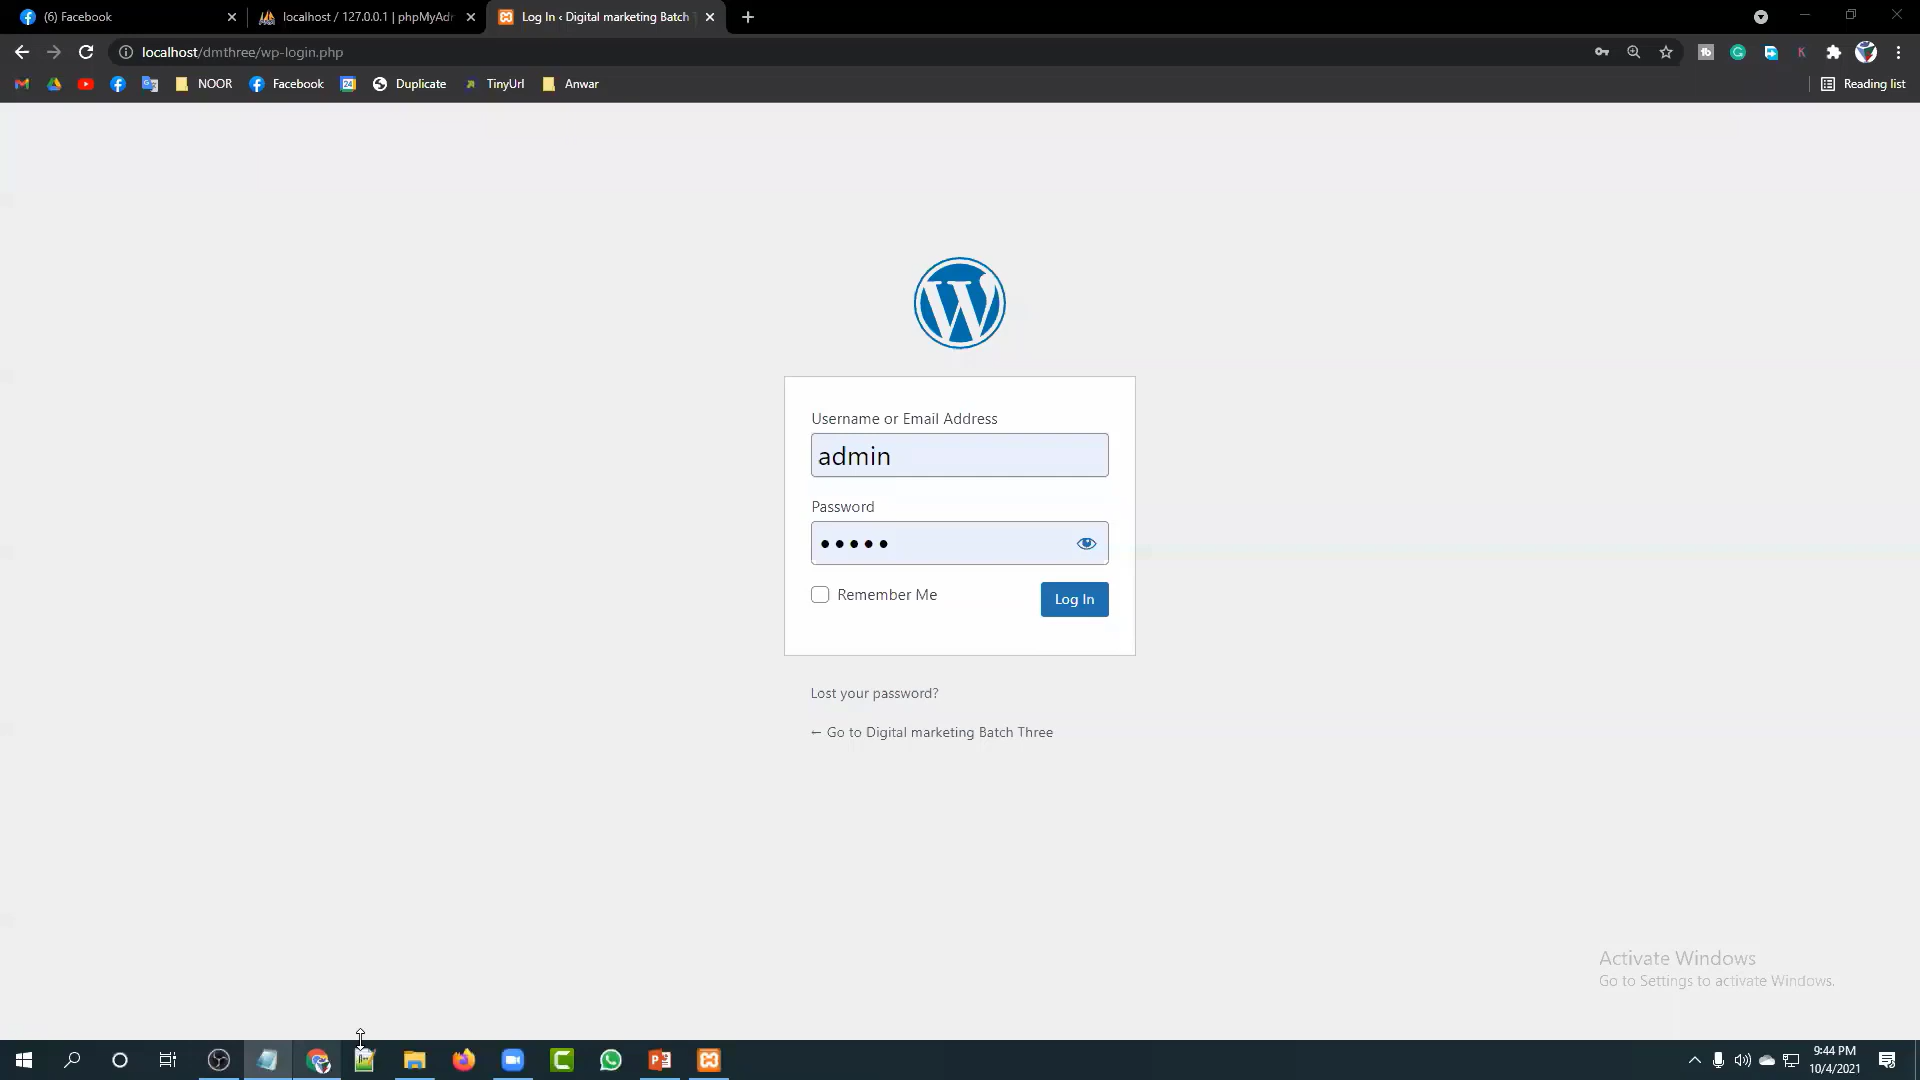 (6) Facebook
localhost / 127.0.0.1 | phpMyAdr
Log In ‹ Digital marketing Batch
localhost/dmthree/wp-login.php
NOOR
Facebook
24
Duplicate
TinyUrl
Anwar
Reading list
Username or Email Address
admin
Password
Remember Me
Log In
Lost your password?
← Go to Digital marketing Batch Three
Activate Windows
Go to Settings to activate Windows.
9:44 PM
10/4/2021